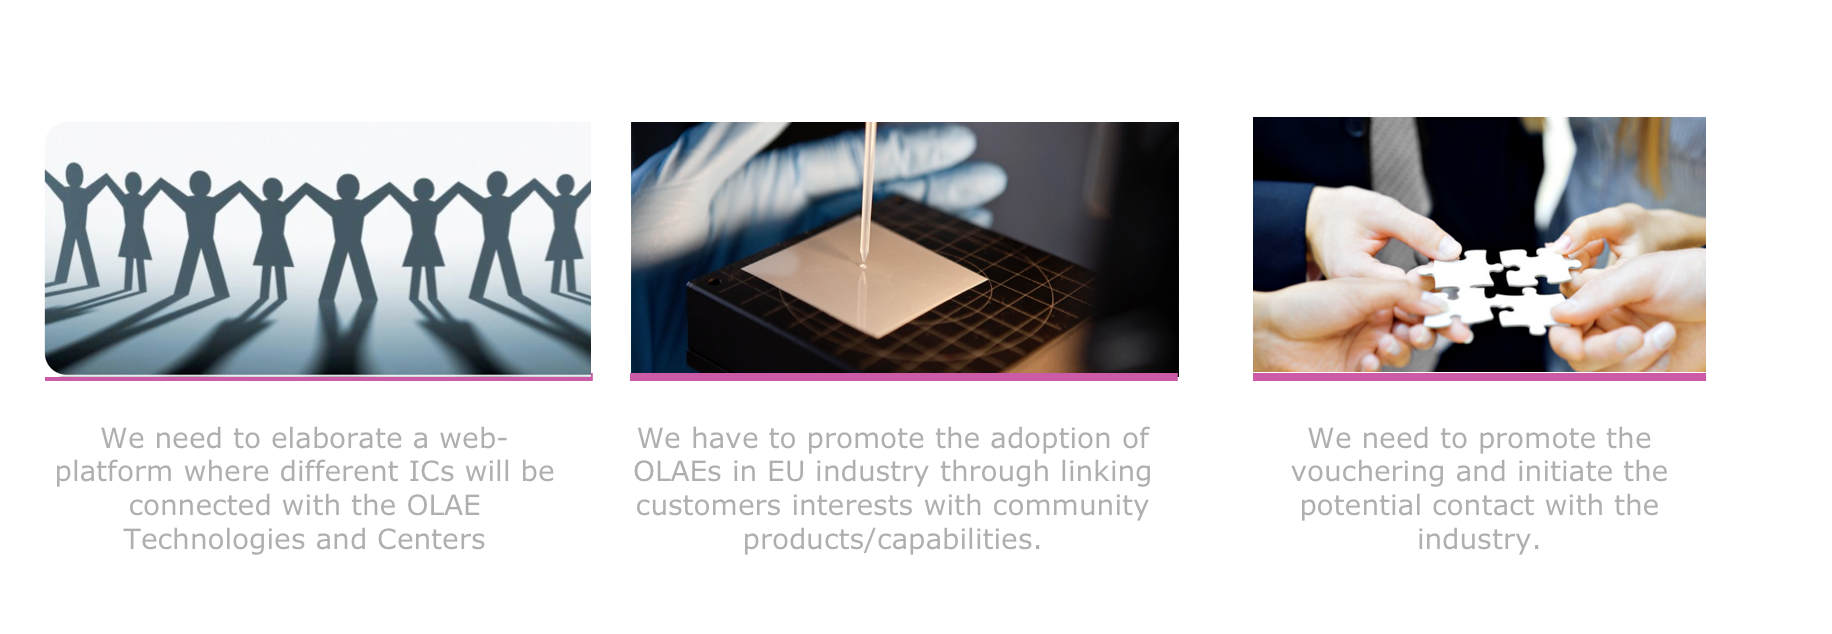 We need to elaborate a web-
platform where different ICs will be
connected with the OLAE
Technologies and Centers
We have to promote the adoption of
OLAEs in EU industry through linking
customers interests with community
products/capabilities.
We need to promote the
vouchering and initiate the
potential contact with the
industry.